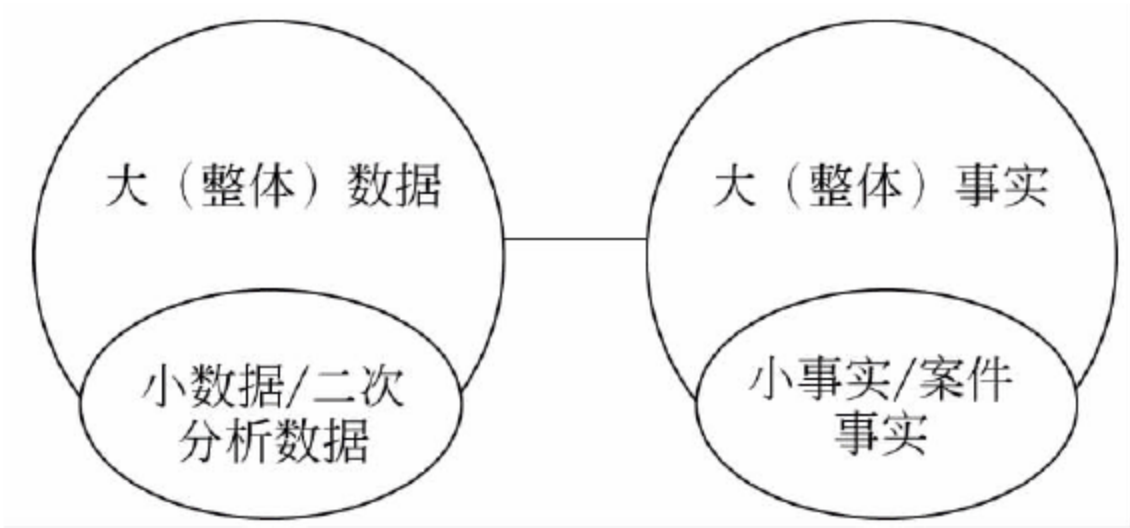 大（整体）数据
小数据/二次
分析数据
大（整体）事实
小事实/案件
事实